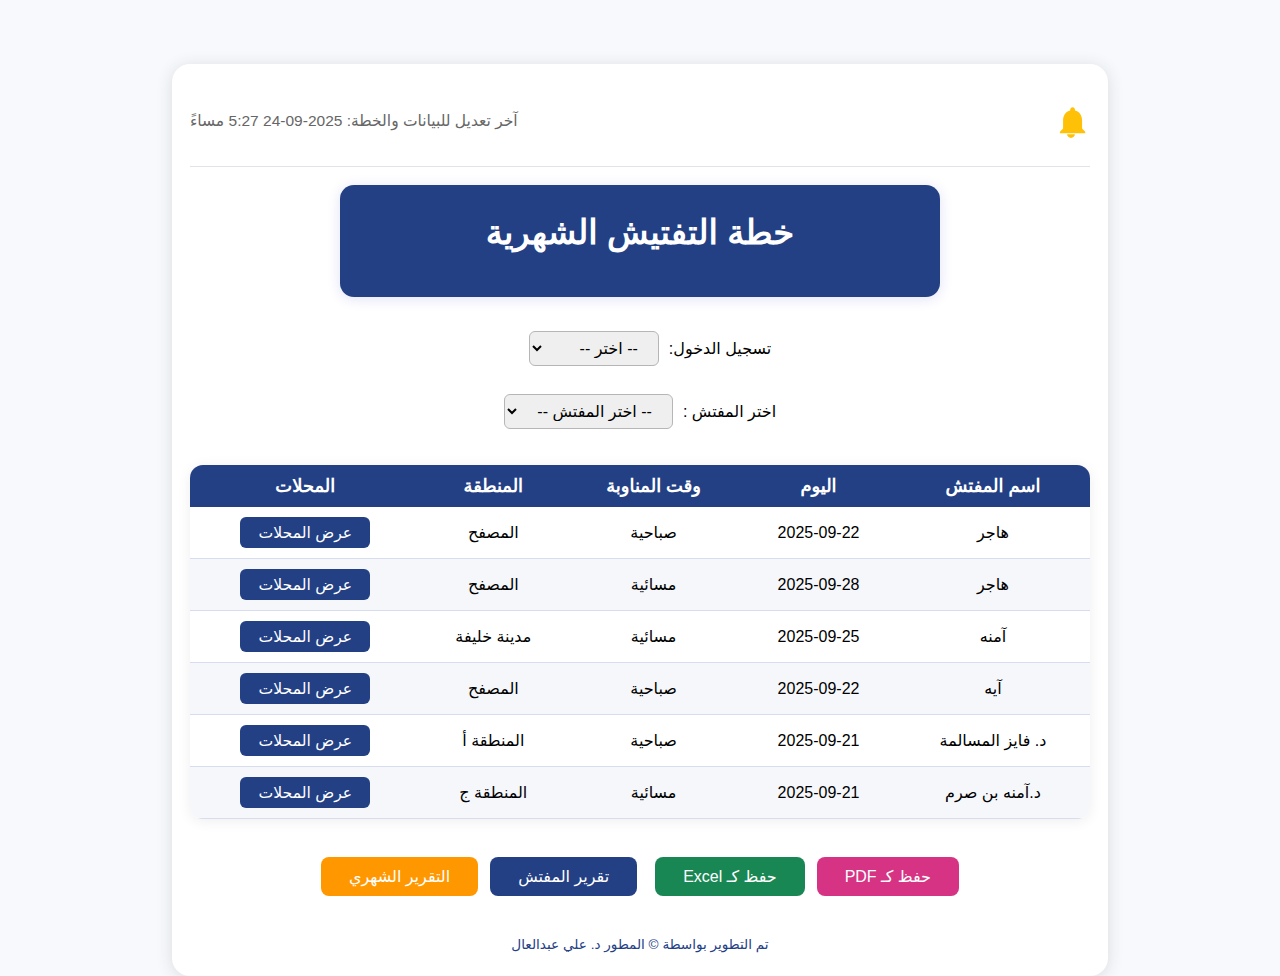 آخر تعديل للبيانات والخطة: 2025-09-24 5:27 مساءً
خطة التفتيش الشهرية
تسجيل الدخول: -- اختر --
اختر المفتش : -- اختر المفتش --
اسم المفتش اليوم وقت المناوبة المنطقة المحلات
هاجر 2025-09-22 صباحية المصفح عرض المحلات
هاجر 2025-09-28 مسائية المصفح عرض المحلات
آمنه 2025-09-25 مسائية مدينة خليفة عرض المحلات
آيه 2025-09-22 صباحية المصفح عرض المحلات
د. فايز المسالمة 2025-09-21 صباحية المنطقة أ عرض المحلات
د.آمنه بن صرم 2025-09-21 مسائية المنطقة ج عرض المحلات
حفظ كـ PDF حفظ كـ Excel تقرير المفتش التقرير الشهري
تم التطوير بواسطة © المطور د. علي عبدالعال